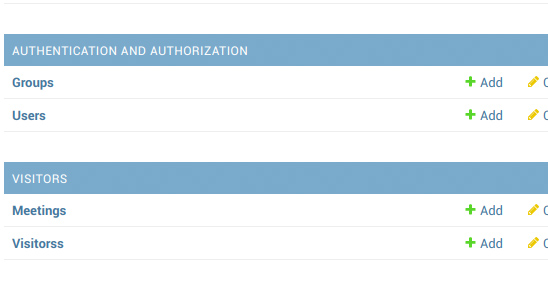 AUTHENTICATION AND AUTHORIZATION
Groups Add
Users Add
VISITORS
Meetings Add
Visitorss Add